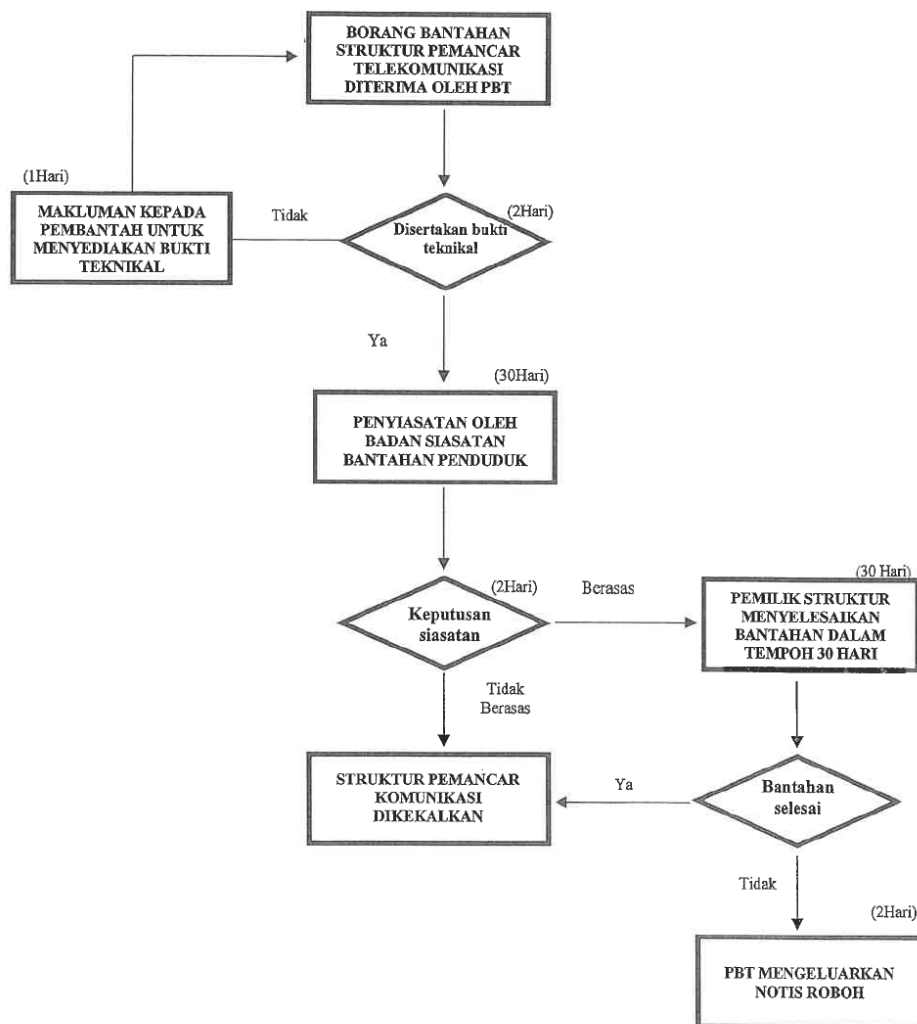 BORANG BANTAHAN
STRUKTUR PEMANCAR
TELEKOMUNIKASI
DITERIMA OLEH PBT
(1Hari)
MAKLUMAN KEPADA
PEMBANTAH UNTUK
MENYEDIAKAN BUKTI
TEKNIKAL
Tidak
(2Hari)
Disertakan bukti
teknikal
Ya
(30Hari)
PENYIASATAN OLEH
BADAN SIASATAN
BANTAHAN PENDUDUK
(2Hari)
Keputusan
siasatan
Berasas
(30 Hari)
PEMILIK STRUKTUR
MENYELESAIKAN
BANTAHAN DALAM
TEMPOH 30 HARI
Tidak
Berasas
STRUKTUR PEMANCAR
KOMUNIKASI
DIKEKALKAN
Ya
Bantahan
selesai
Tidak
(2Hari)
PBT MENGELUARKAN
NOTIS ROBOH